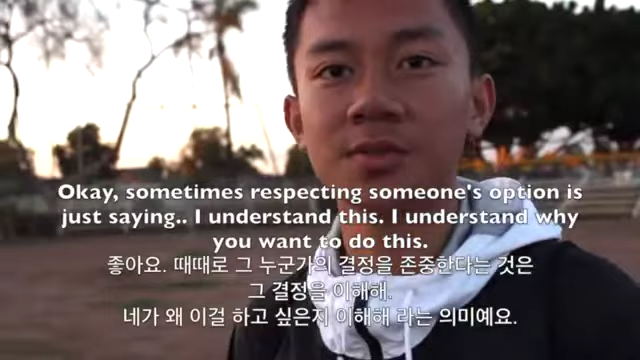 Okay, sometimes respecting someone's option is
just saying.. I understand this. I understand why
you want to do this.
좋아요. 때때로 그 누군가의 결정을 존중한다는 것은
그 결정을 이해해.
네가 왜 이걸 하고 싶은지 이해해 라는 의미예요.